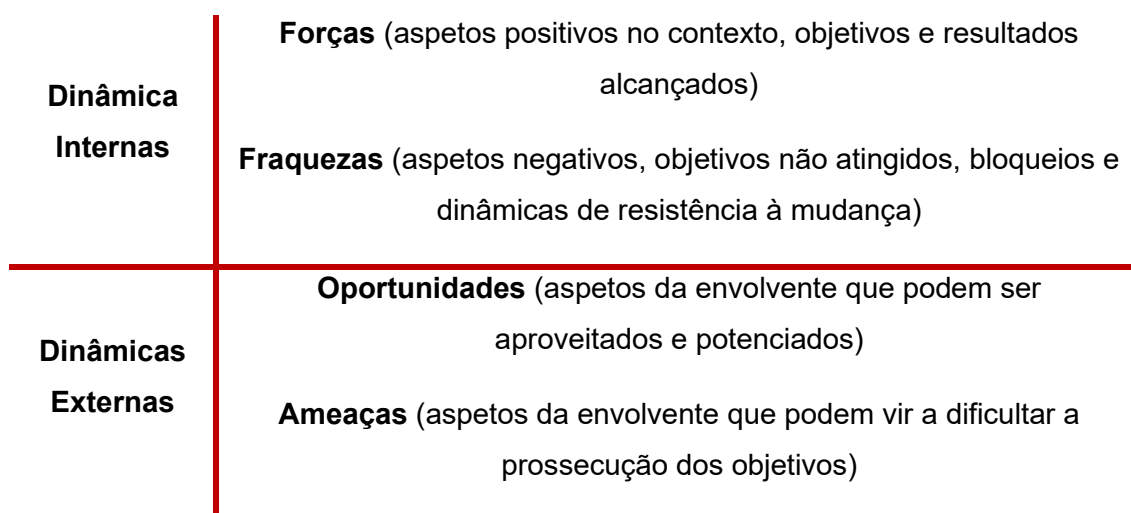 Dinâmica
Internas
Forças (aspetos positivos no contexto, objetivos e resultados
alcançados)
Fraquezas (aspetos negativos, objetivos não atingidos, bloqueios e
dinâmicas de resistência à mudança)
Dinâmicas
Externas
Oportunidades (aspetos da envolvente que podem ser
aproveitados e potenciados)
Ameaças (aspetos da envolvente que podem vir a dificultar a
prossecução dos objetivos)